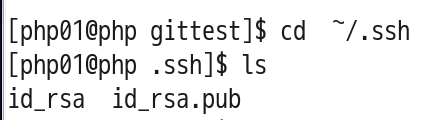 [php01@php gittest]$ cd  ~/.ssh
[php01@php .ssh]$ ls
id_rsa  id_rsa.pub